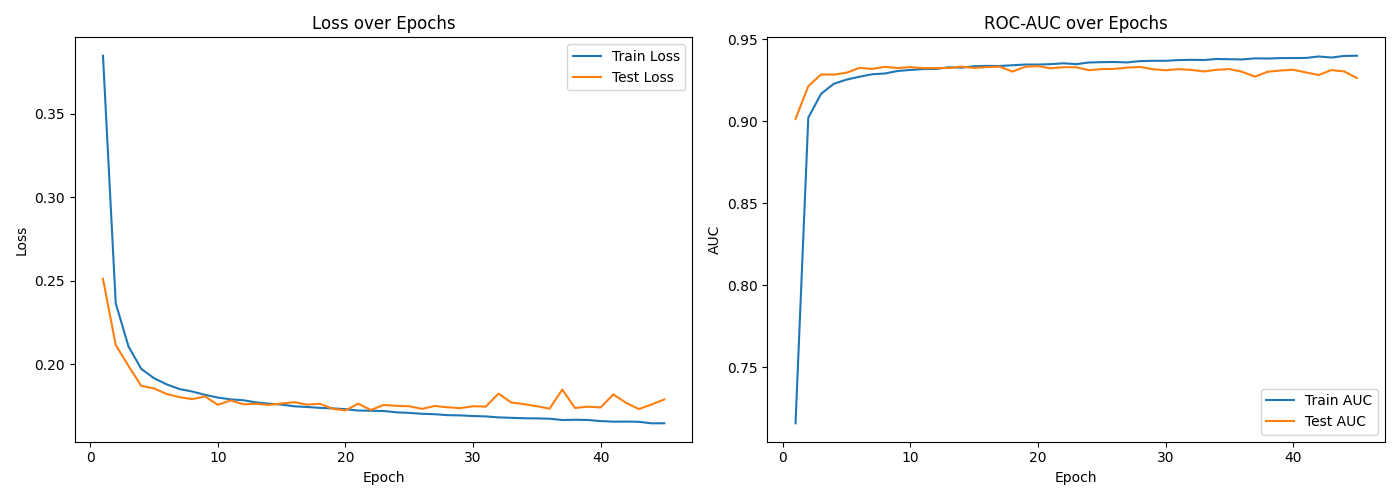 Loss over Epochs
Train Loss
Test Loss
0.35
0.30
0.25
0.20
Loss
0
10
20
30
40
Epoch
ROC-AUC over Epochs
0.95
0.90
0.85
0.80
0.75
AUC
Train AUC
Test AUC
0
10
20
30
40
Epoch